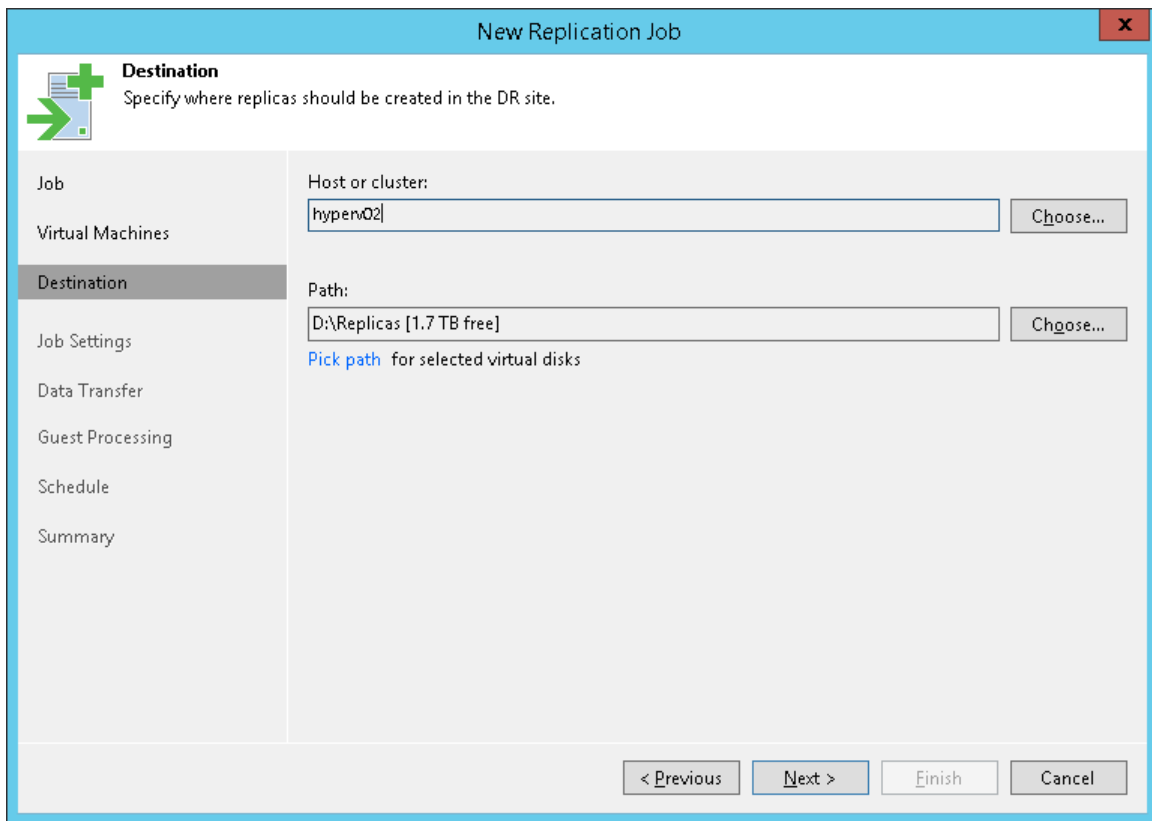 New Replication Job
x
Destination
Specify where replicas should be created in the DR site.
Job
Virtual Machines
Destination
Job Settings
Data Transfer
Guest Processing
Schedule
Summary
Host or cluster:
hyperv02
Choose...
Path:
D:\Replicas [1.7 TB free]
Choose...
Pick path for selected virtual disks
< Previous
Next >
Finish
Cancel